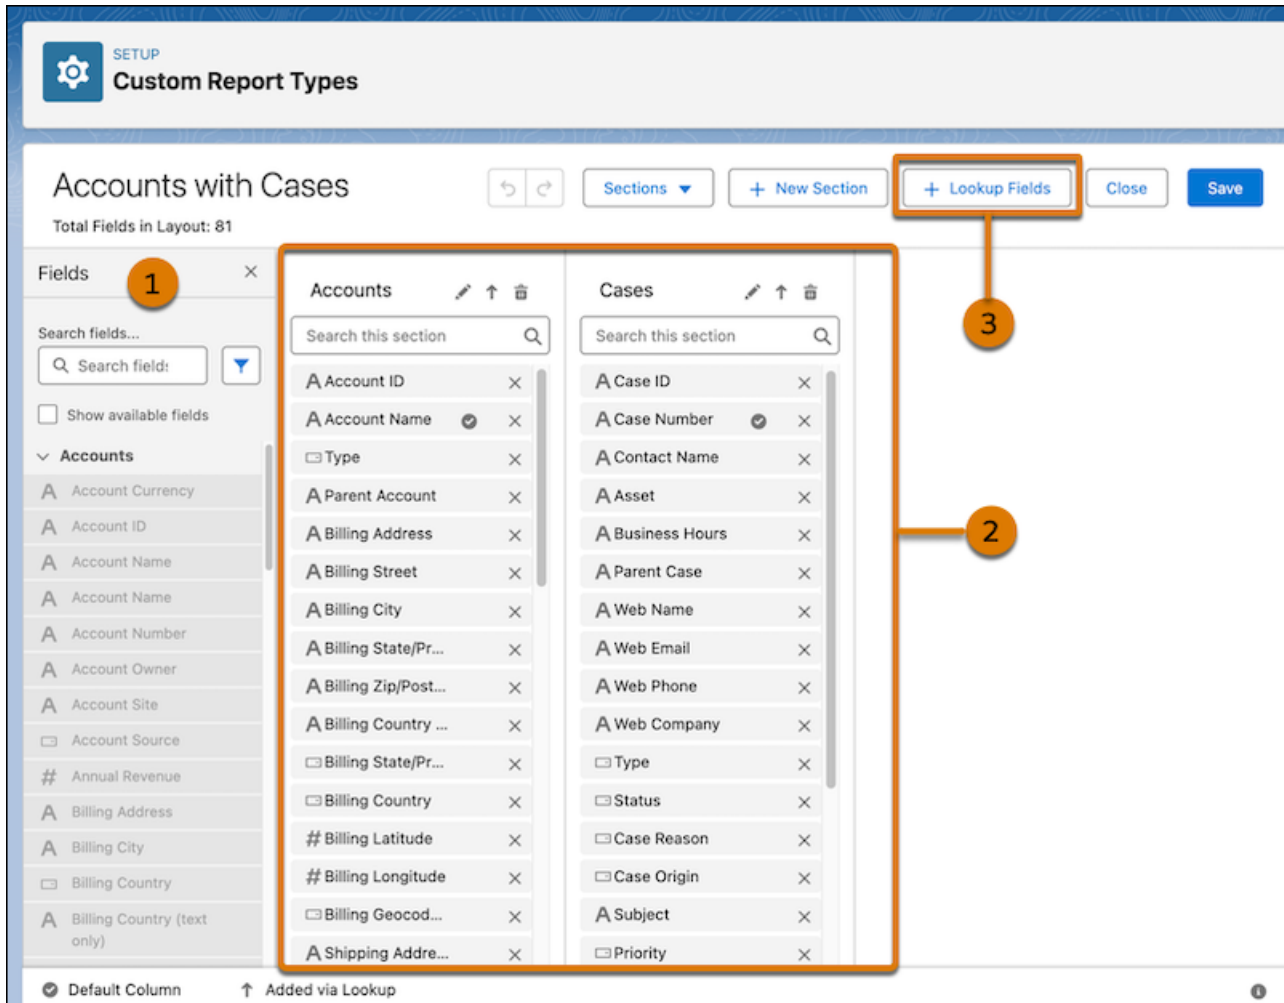 SETUP
Custom Report Types
Accounts with Cases
Total Fields in Layout: 81
Sections
+ New Section
+ Lookup Fields
Close
Save
Fields
1
Search fields...
Search field
Show available fields
Accounts
Account Currency
Account ID
Account Name
Account Name
Account Number
Account Owner
Account Site
Account Source
# Annual Revenue
Billing Address
Billing City
Billing Country
Billing Country (text
only)
Accounts
Search this section
A Account ID
A Account Name
Type
A Parent Account
A Billing Address
A Billing Street
A Billing City
A Billing State/Pr...
A Billing Zip/Post...
A Billing Country ...
Billing State/Pr...
Billing Country
# Billing Latitude
# Billing Longitude
Billing Geocod...
A Shipping Addre...
Cases
Search this section
A Case ID
A Case Number
A Contact Name
A Asset
A Business Hours
A Parent Case
A Web Name
A Web Email
A Web Phone
A Web Company
Type
Status
Case Reason
Case Origin
A Subject
Priority
3
2
Default Column
Added via Lookup